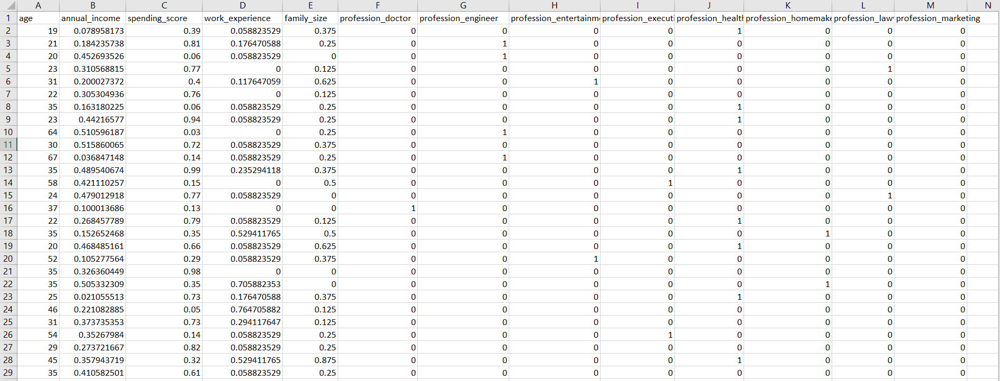 A B C D E F G H I J K L M N
1 age annual_income spending_score work_experience family_size profession_doctor profession_engineer profession_entertainm profession_executi profession_health profession_homemake profession_lawy profession_marketing
2 19 0.078958173 0.39 0.058823529 0.375 0 0 0 0 1 0 0 0
3 21 0.184235738 0.81 0.176470588 0.25 0 1 0 0 0 0 0 0
4 20 0.452693526 0.06 0.058823529 0 0 1 0 0 0 0 0 0
5 23 0.310568815 0.77 0 0.125 0 0 0 0 0 0 1 0
6 31 0.200027372 0.4 0.117647059 0.625 0 0 1 0 0 0 0 0
7 22 0.305304936 0.76 0 0.125 0 0 0 0 0 0 0 0
8 35 0.163180225 0.06 0.058823529 0.25 0 0 0 0 1 0 0 0
9 23 0.44216577 0.94 0.058823529 0.25 0 0 0 0 1 0 0 0
10 64 0.510596187 0.03 0 0.25 0 1 0 0 0 0 0 0
11 30 0.515860065 0.72 0.058823529 0.375 0 0 0 0 0 0 0 0
12 67 0.036847148 0.14 0.058823529 0.25 0 1 0 0 0 0 0 0
13 35 0.489540674 0.99 0.235294118 0.375 0 0 0 0 1 0 0 0
14 58 0.421110257 0.15 0 0.5 0 0 0 1 0 0 0 0
15 24 0.479012918 0.77 0.058823529 0 0 0 0 0 0 0 1 0
16 37 0.100013686 0.13 0 0 1 0 0 0 0 0 0 0
17 22 0.268457789 0.79 0.058823529 0.125 0 0 0 0 1 0 0 0
18 35 0.152652468 0.35 0.529411765 0.5 0 0 0 0 0 1 0 0
19 20 0.468485161 0.66 0.058823529 0.625 0 0 0 0 1 0 0 0
20 52 0.105277564 0.29 0.058823529 0.375 0 0 1 0 0 0 0 0
21 35 0.326360449 0.98 0 0 0 0 0 0 0 0 0 0
22 35 0.505332309 0.35 0.705882353 0 0 0 0 0 0 1 0 0
23 25 0.021055513 0.73 0.176470588 0.375 0 0 0 0 1 0 0 0
24 46 0.221082885 0.05 0.764705882 0.125 0 0 0 0 0 0 0 0
25 31 0.373735353 0.73 0.294117647 0.125 0 0 0 0 0 0 0 0
26 54 0.35267984 0.14 0.058823529 0.25 0 0 0 1 0 0 0 0
27 29 0.273721667 0.82 0.058823529 0.25 0 0 0 0 0 0 0 0
28 45 0.357943719 0.32 0.529411765 0.875 0 0 0 0 1 0 0 0
29 35 0.410582501 0.61 0.058823529 0.25 0 0 0 0 0 0 0 0